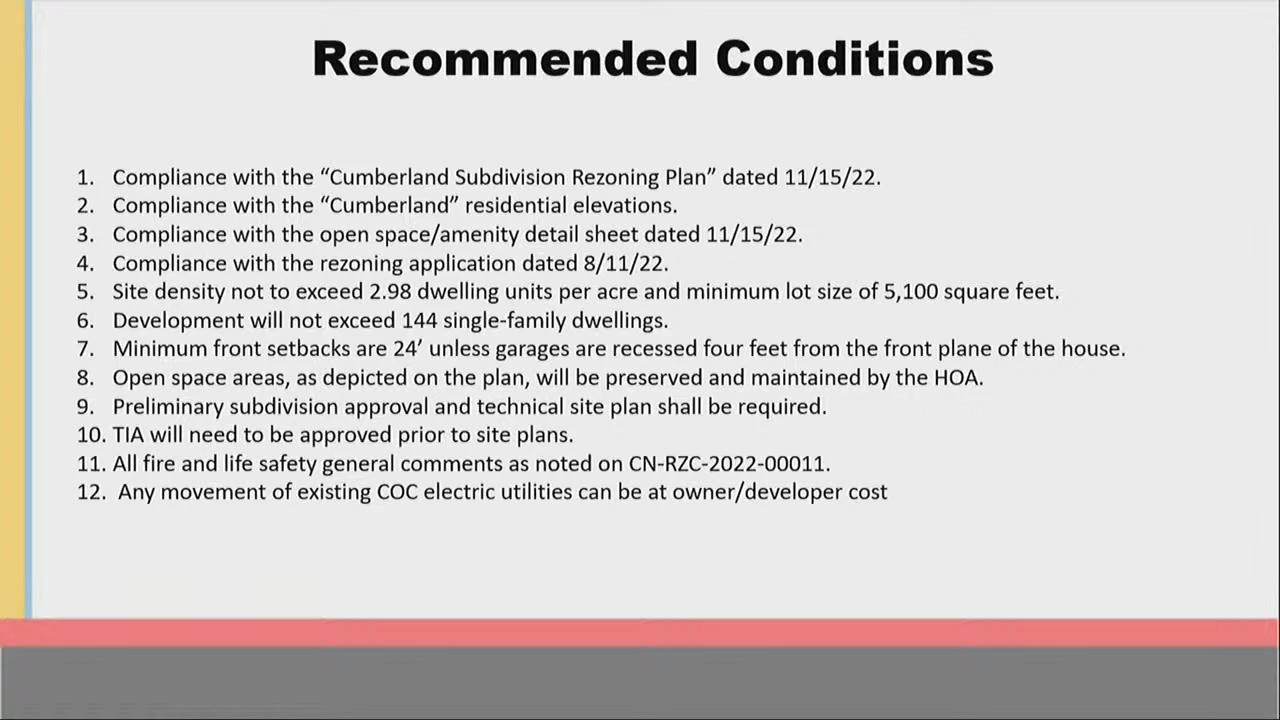 Recommended Conditions
1. Compliance with the “Cumberland Subdivision Rezoning Plan” dated 11/15/22.
2. Compliance with the “Cumberland” residential elevations.
3. Compliance with the open space/amenity detail sheet dated 11/15/22.
4. Compliance with the rezoning application dated 8/11/22.
5. Site density not to exceed 2.98 dwelling units per acre and minimum lot size of 5,100 square feet.
6. Development will not exceed 144 single-family dwellings.
7. Minimum front setbacks are 24’ unless garages are recessed four feet from the front plane of the house.
8. Open space areas, as depicted on the plan, will be preserved and maintained by the HOA.
9. Preliminary subdivision approval and technical site plan shall be required.
10. TIA will need to be approved prior to site plans.
11. All fire and life safety general comments as noted on CN-RZC-2022-00011.
12. Any movement of existing COC electric utilities can be at owner/developer cost